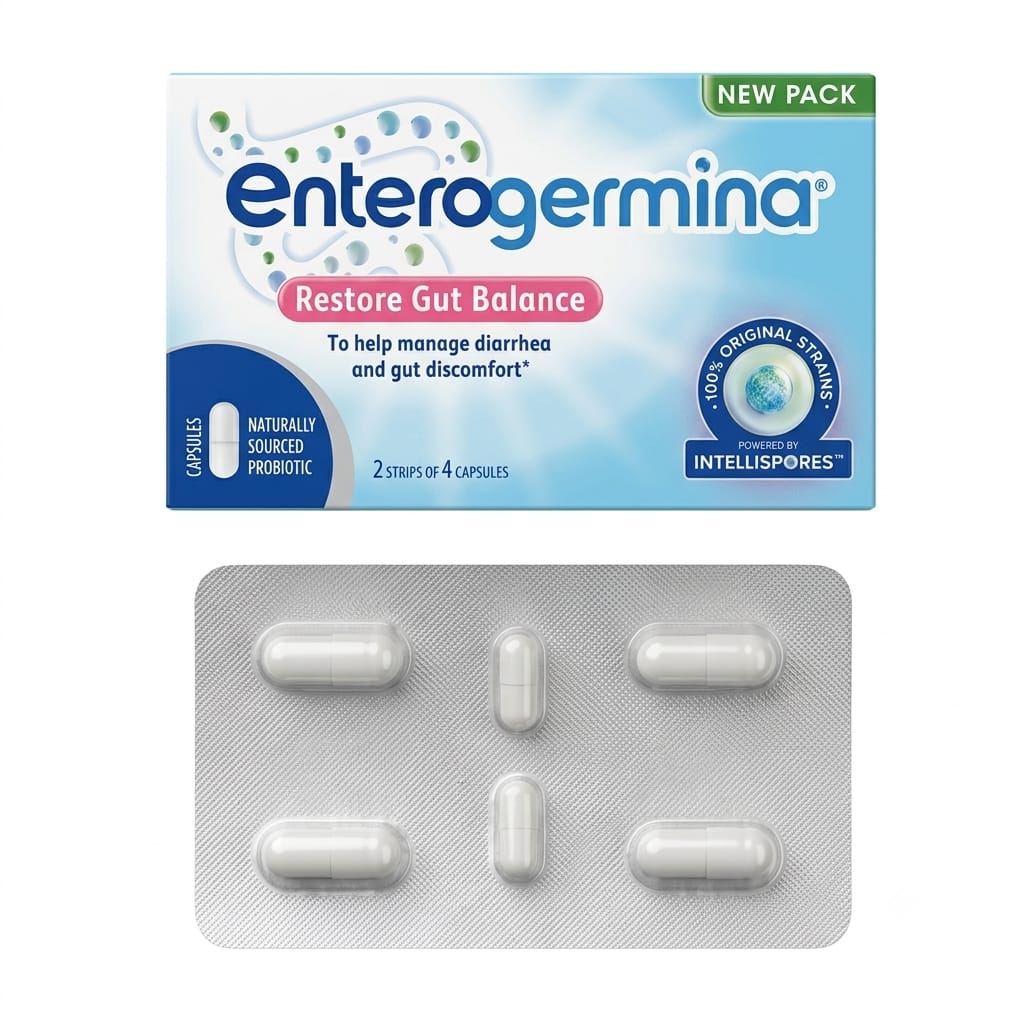 NEW PACK
enterogermina®
Restore Gut Balance
To help manage diarrhea
and gut discomfort*
100% ORIGINAL STRAINS
POWERED BY
INTELLISPORES™
CAPSULES
NATURALLY
SOURCED
PROBIOTIC
2 STRIPS OF 4 CAPSULES